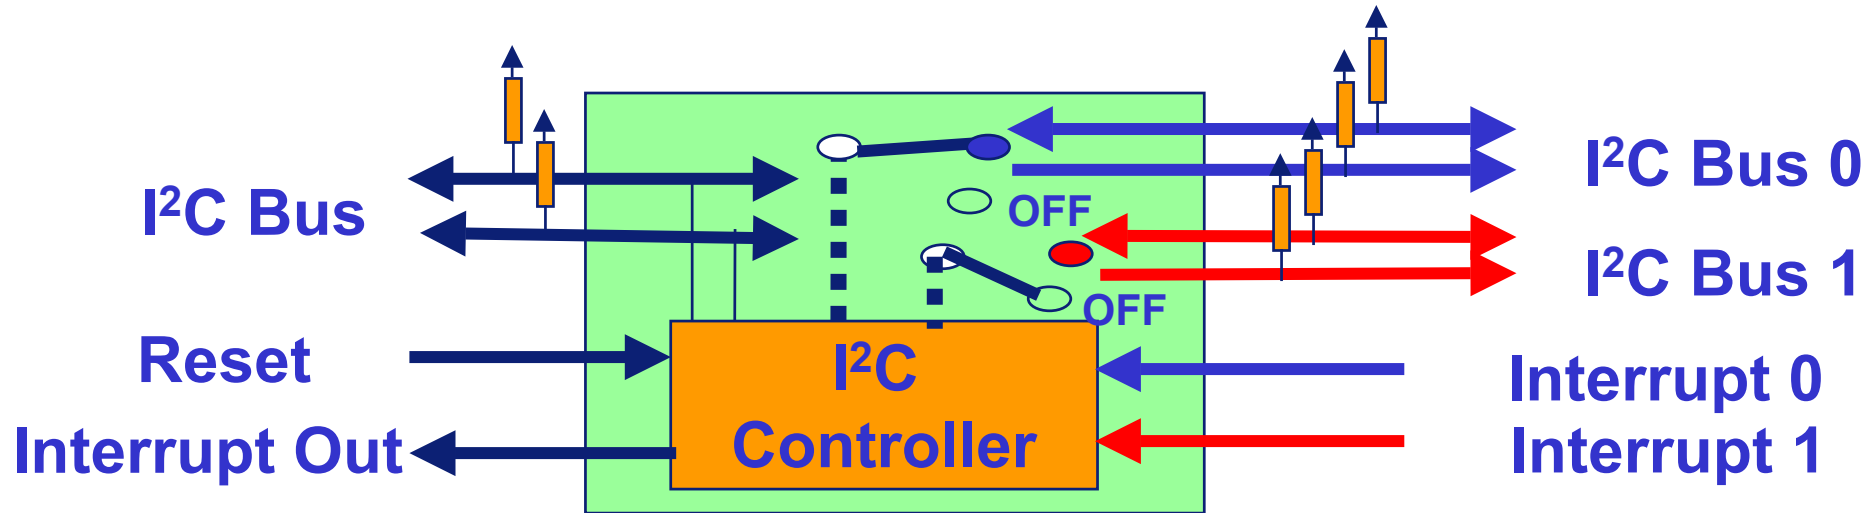 I²C Bus
Reset
Interrupt Out
OFF
OFF
I²C
Controller
I²C Bus 0
I²C Bus 1
Interrupt 0
Interrupt 1